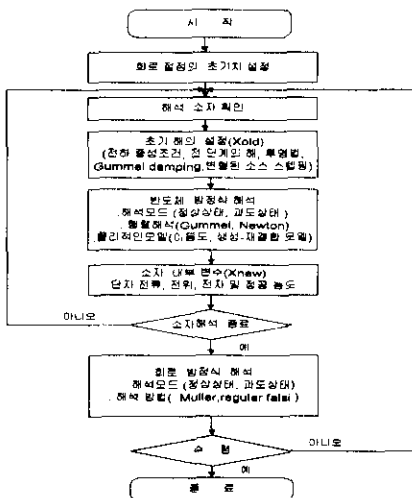 시 작
회로 절점의 초기치 설정
해석 소자 확인
초기 해의 설정(Xold)
(전하 중성조건, 전 단계의 해, 투영법,
Gummel damping,변형된 소스 스텝핑)
반도체 방정식 해석
.해석모드 (정상상태, 과도상태 )
.행렬해석(Gummel, Newton)
.물리적인모델(이동도, 생성-재결합 모델)
소자 내부 변수(Xnew)
단자 전류, 전위, 전자 및 정공 농도
아니오
소자해석 종료
예
회로 방정식 해석
. 해석모드 (정상상태, 과도상태)
. 해석 방법( Muller,regular falsi )
아니오
수 렴
예
종 료